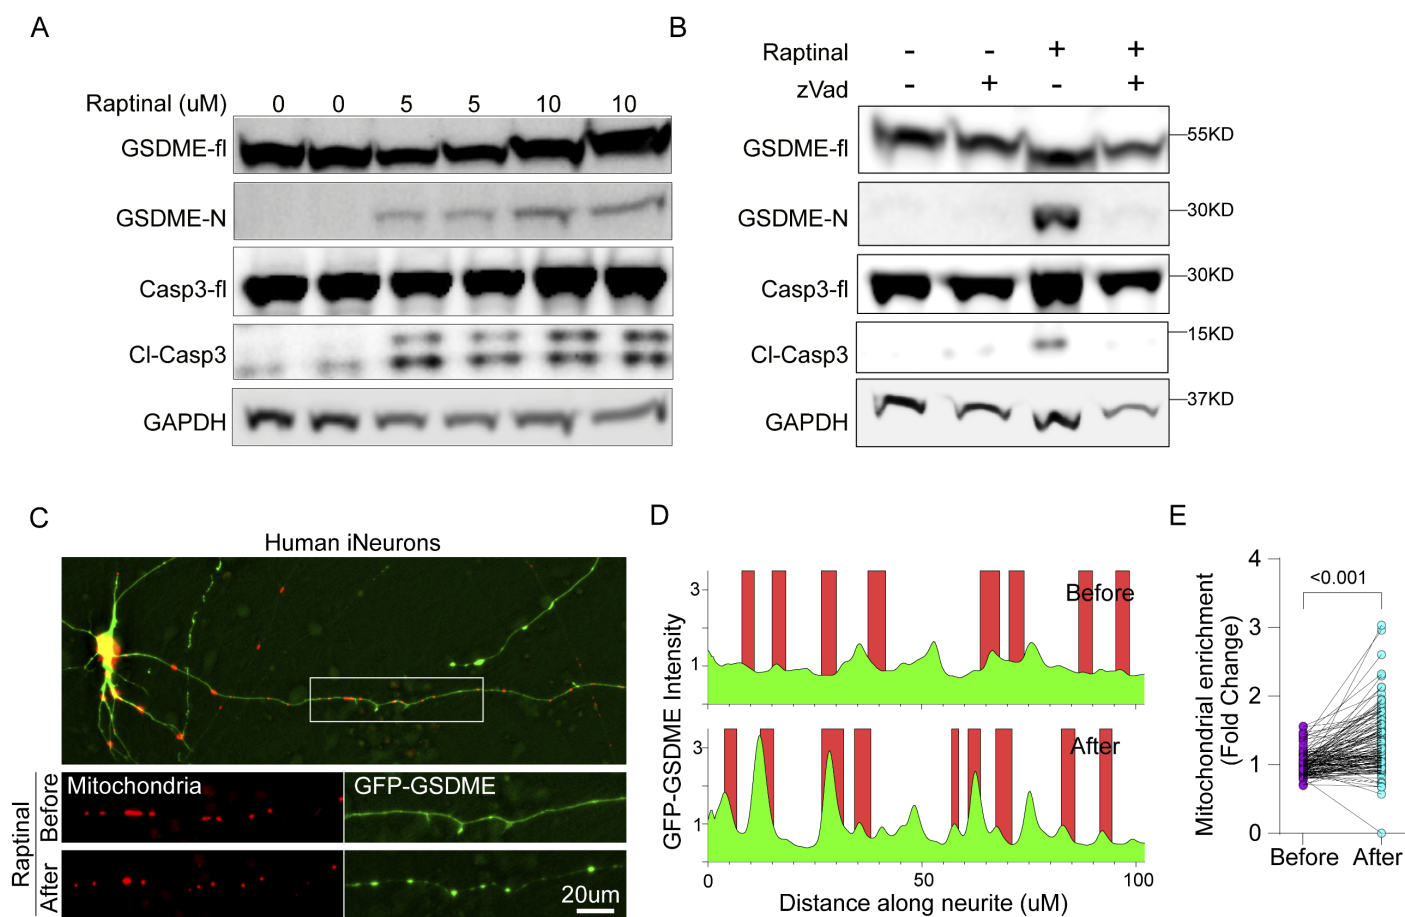 A
Raptinal (uM) 0 0 5 5 10 10
GSDME-fl
GSDME-N
Casp3-fl
Cl-Casp3
GAPDH
B
Raptinal - - + +
zVad - + - +
GSDME-fl 55KD
GSDME-N 30KD
Casp3-fl 30KD
Cl-Casp3 15KD
GAPDH 37KD
C
Human iNeurons
Raptinal
Before
Mitochondria
GFP-GSDME
After
20um
D
GFP-GSDME Intensity
3
1
Before
3
1
After
0 50 100
Distance along neurite (uM)
E
Mitochondrial enrichment
(Fold Change)
4
3
2
1
0
<0.001
Before After